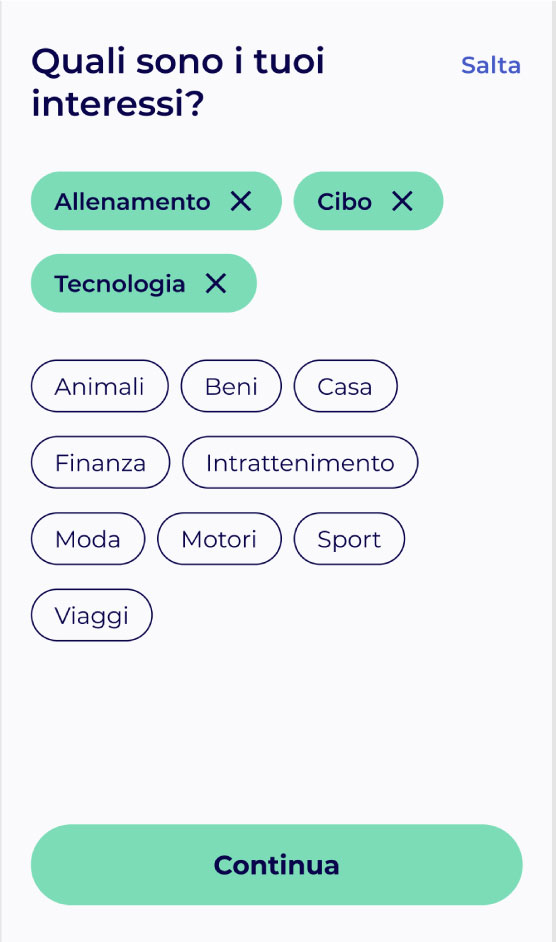 Quali sono i tuoi
interessi?
Salta
Allenamento
Cibo
Tecnologia
Animali
Beni
Casa
Finanza
Intrattenimento
Moda
Motori
Sport
Viaggi
Continua